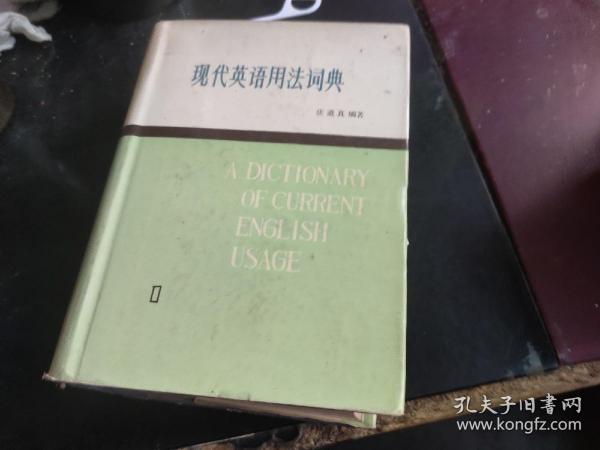 现代英语用法词典
张道真 编著
A DICTIONARY
OF CURRENT
ENGLISH
USAGE
1
孔夫子旧书网
www.kongfz.com